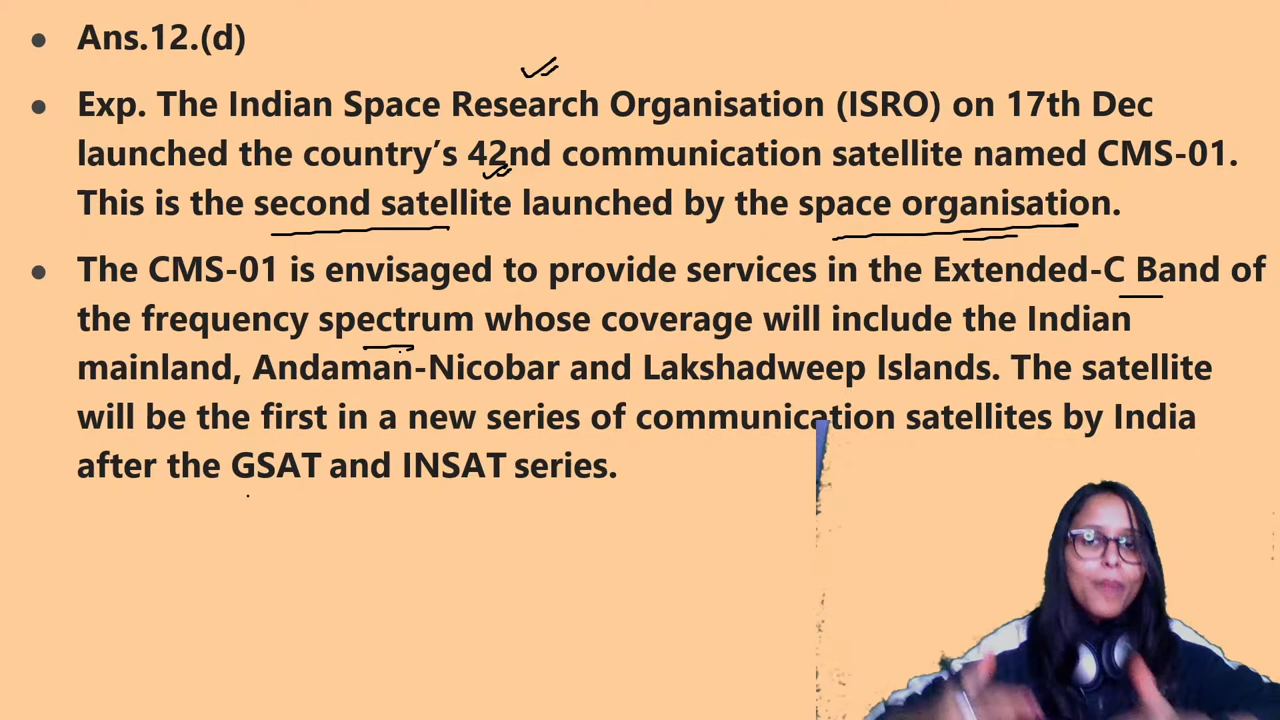 Ans.12.(d)
Exp. The Indian Space Research Organisation (ISRO) on 17th Dec
launched the country’s 42nd communication satellite named CMS-01.
This is the second satellite launched by the space organisation.
The CMS-01 is envisaged to provide services in the Extended-C Band of
the frequency spectrum whose coverage will include the Indian
mainland, Andaman-Nicobar and Lakshadweep Islands. The satellite
will be the first in a new series of communication satellites by India
after the GSAT and INSAT series.